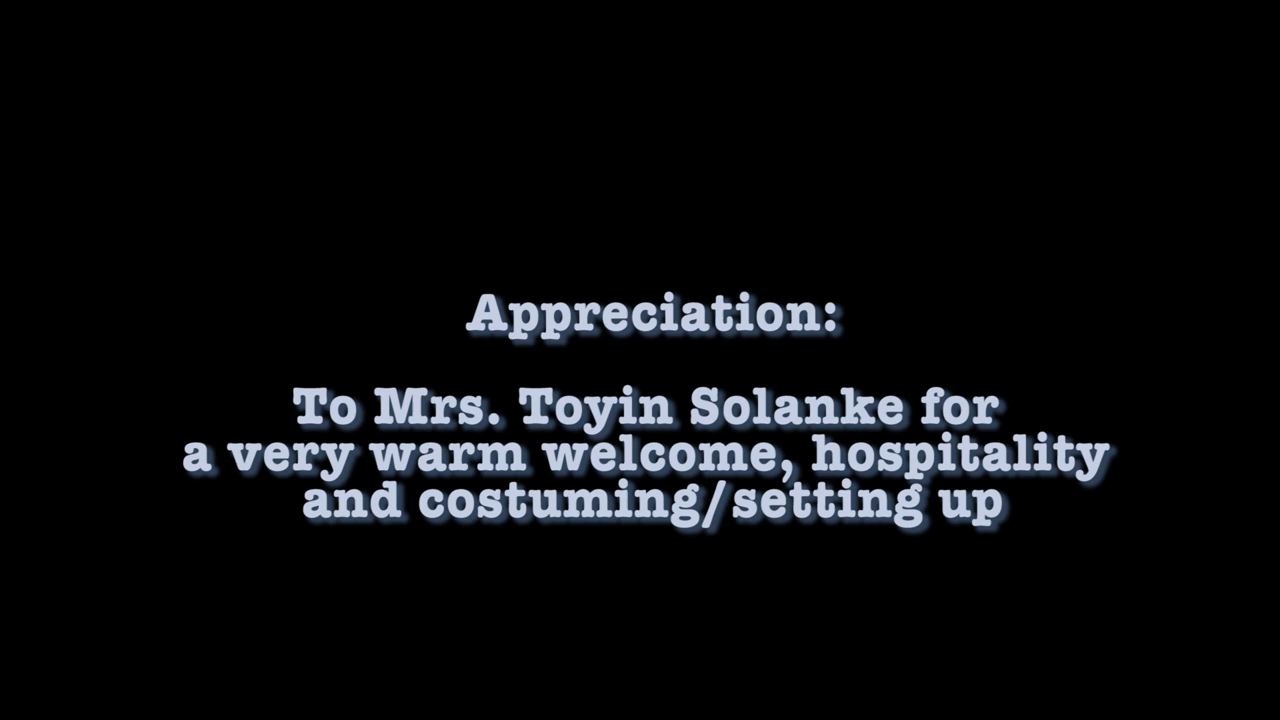 Appreciation:
To Mrs. Toyin Solanke for
a very warm welcome, hospitality
and costuming/setting up